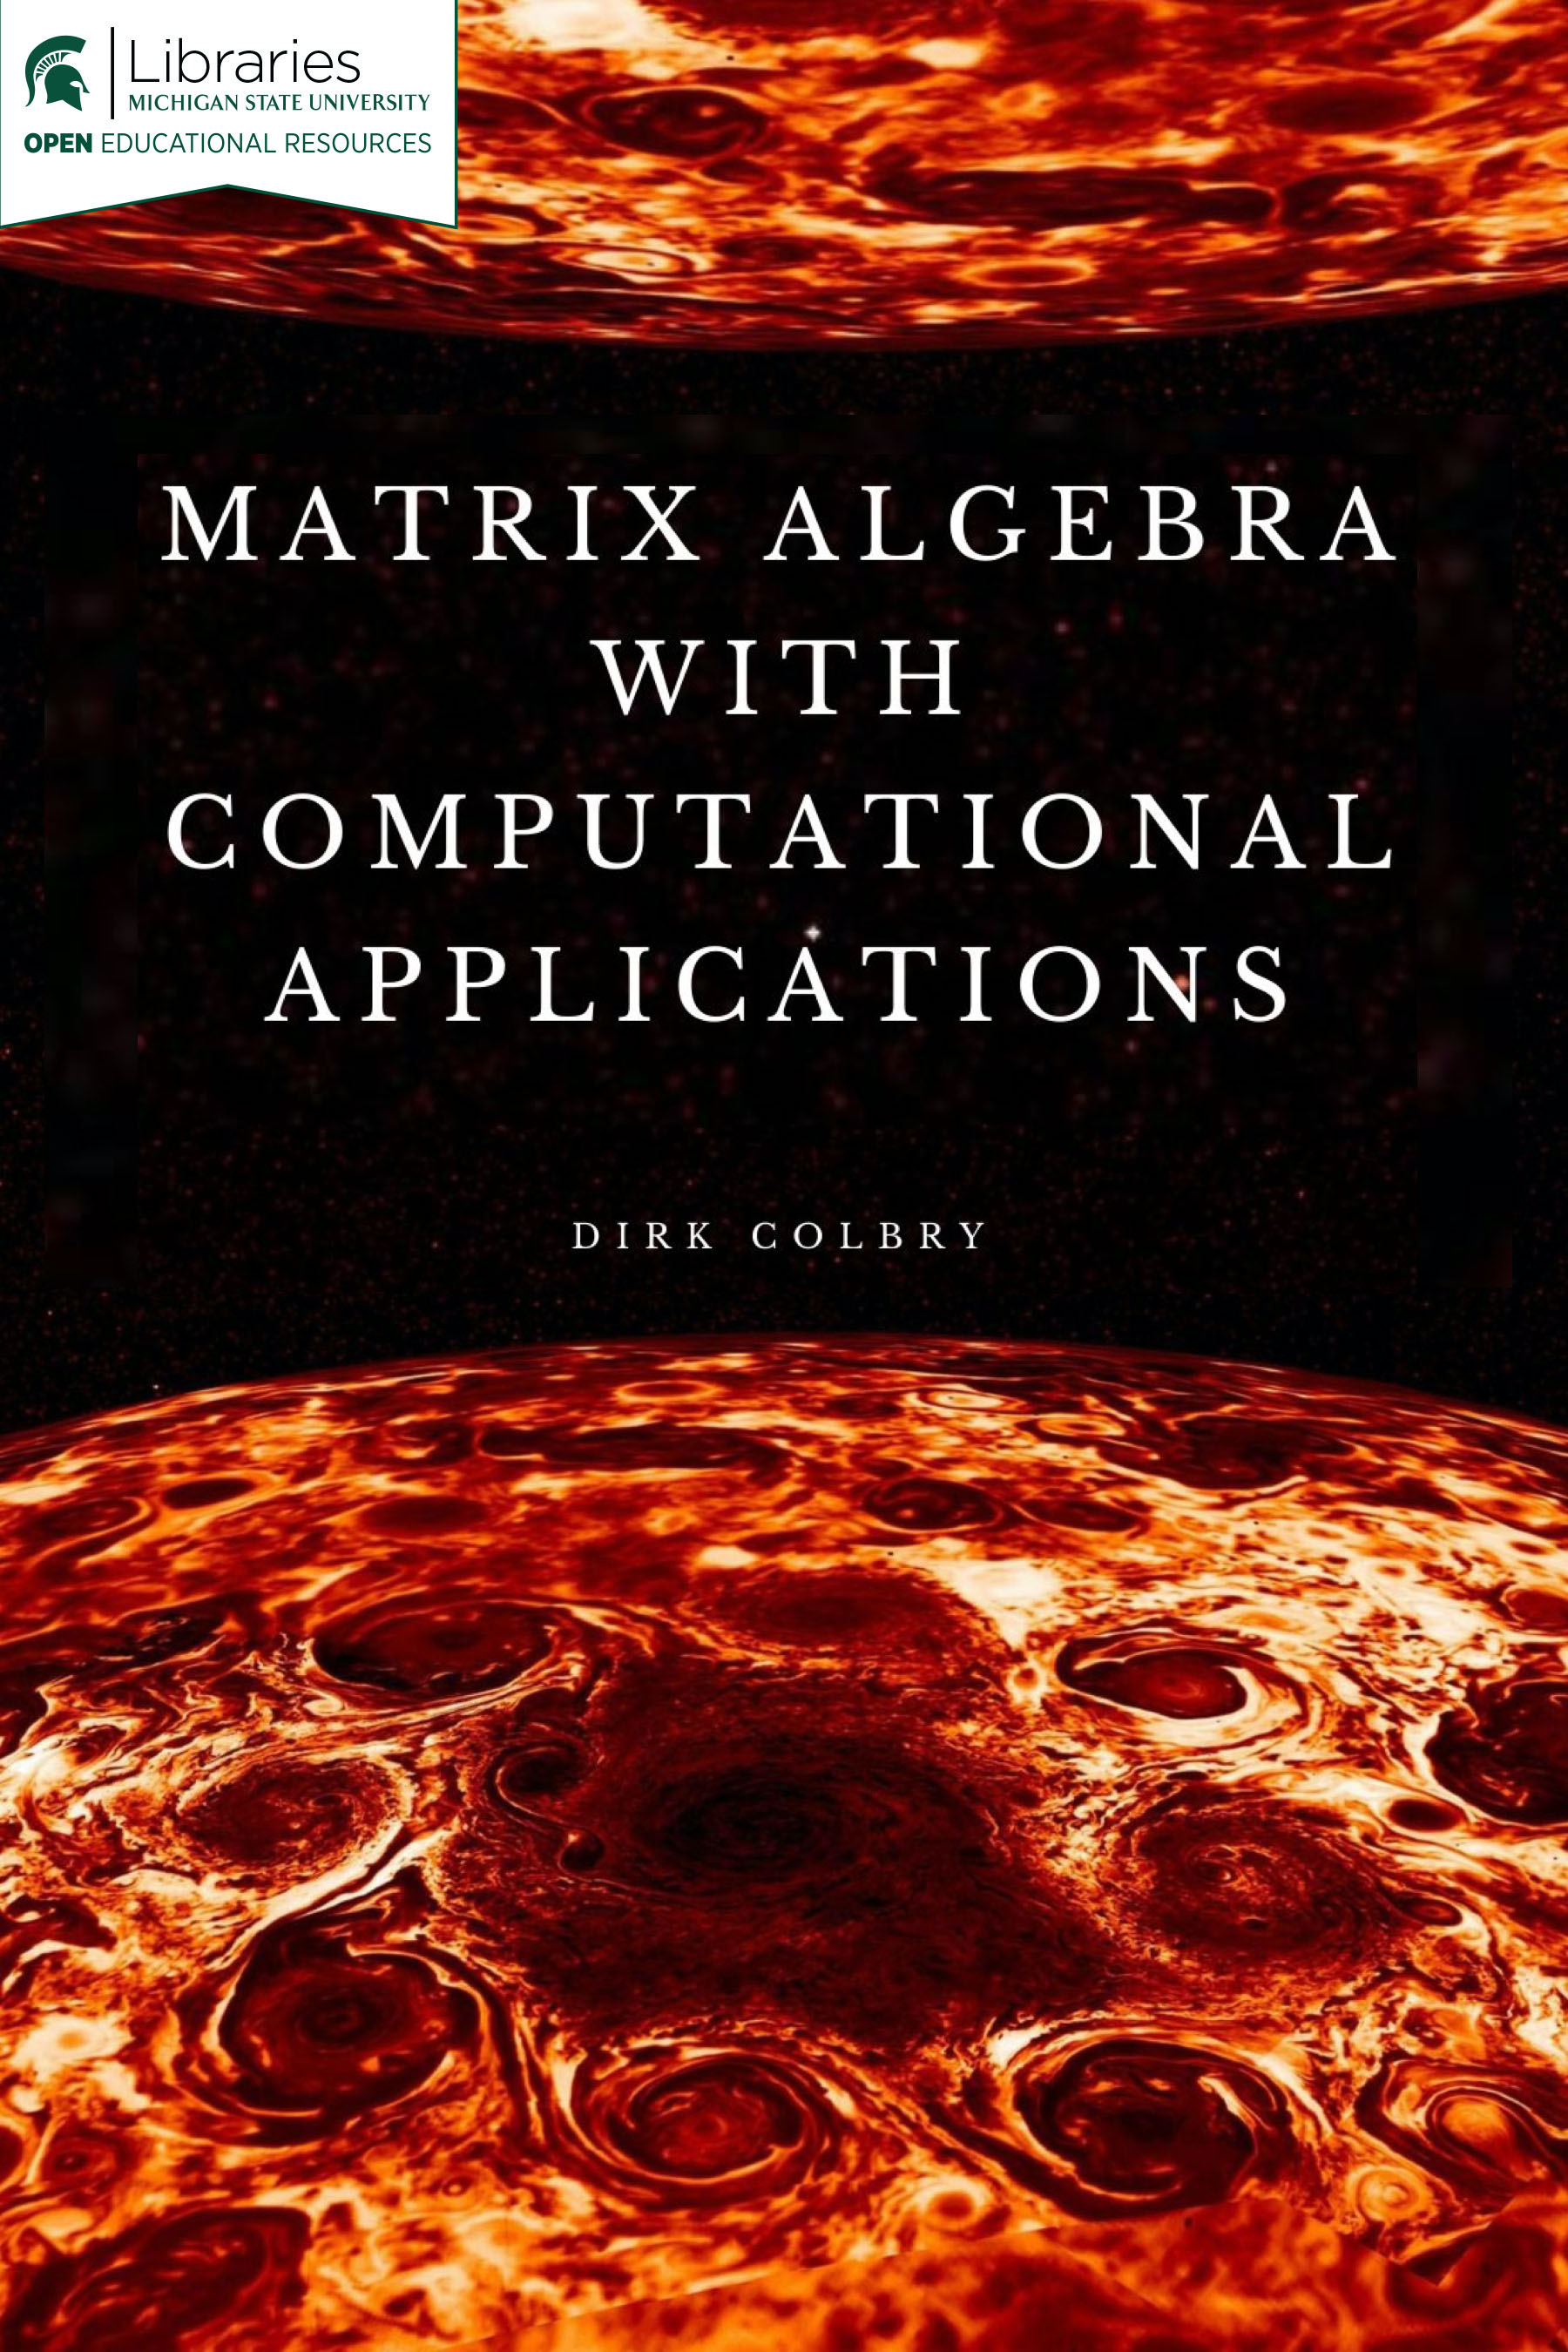 Libraries
MICHIGAN STATE UNIVERSITY
OPEN EDUCATIONAL RESOURCES
MATRIX ALGEBRA
WITH
COMPUTATIONAL
APPLICATIONS
DIRK COLBRY